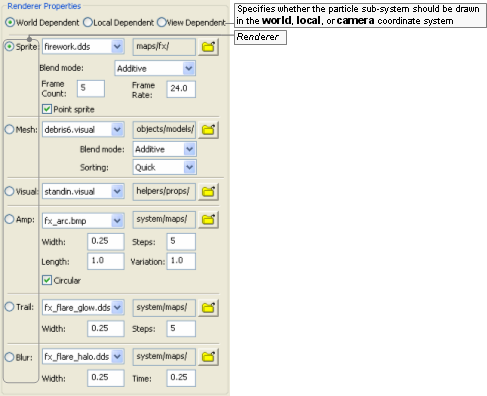 Renderer Properties
World Dependent Local Dependent View Dependent
Specifies whether the particle sub-system should be drawn
in the world, local, or camera coordinate system
Renderer
Sprite: firework.dds maps/fx/
Blend mode: Additive
Frame Count: 5 Frame Rate: 24.0
Point sprite
Mesh: debris6.visual objects/models/
Blend mode: Additive
Sorting: Quick
Visual: standin.visual helpers/props/
Amp: fx_arc.bmp system/maps/
Width: 0.25 Steps: 5
Length: 1.0 Variation: 1.0
Circular
Trail: fx_flare_glow.dds system/maps/
Width: 0.25 Steps: 5
Blur: fx_flare_halo.dds system/maps/
Width: 0.25 Time: 0.25